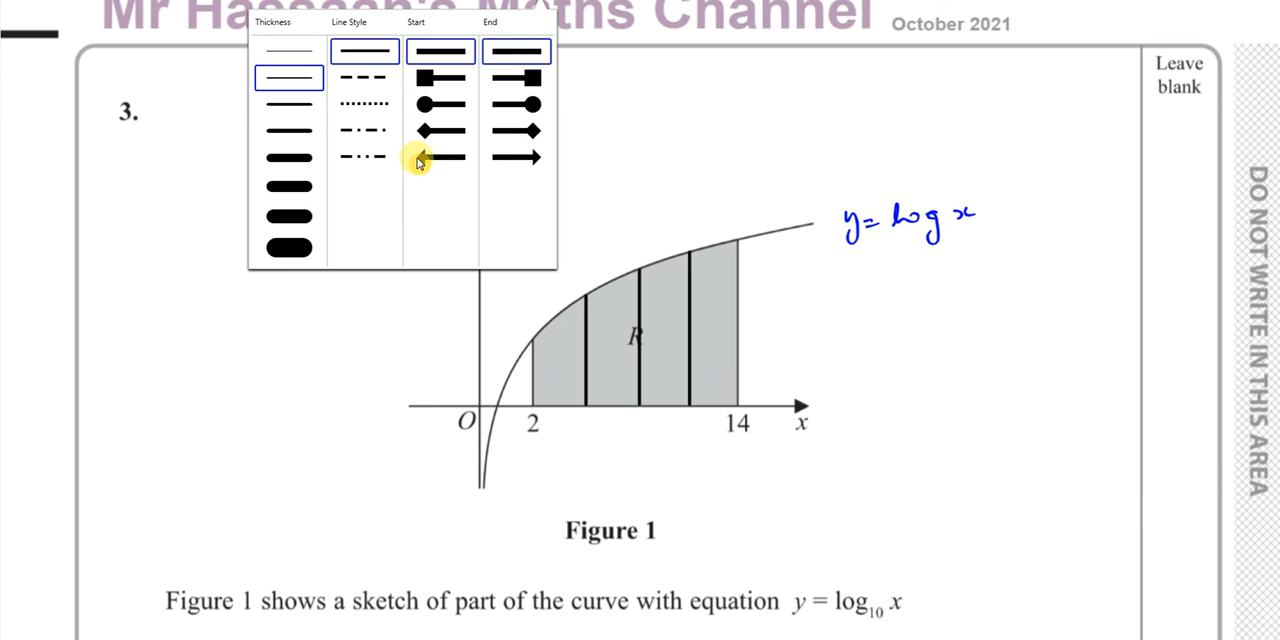 Mr Hassaan's Maths Channel
October 2021
Thickness Line Style Start End
Leave
blank
3.
y = log x
R
O 2 14 x
Figure 1
Figure 1 shows a sketch of part of the curve with equation y = log₁₀ x
DO NOT WRITE IN THIS AREA